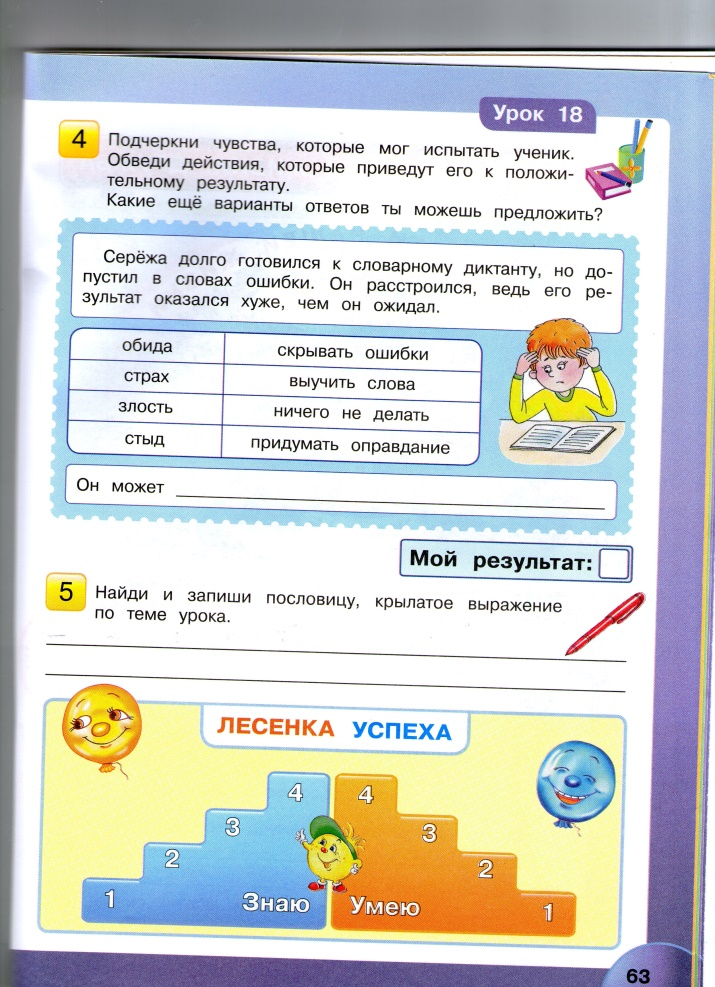 Урок 18
4
Подчеркни чувства, которые мог испытать ученик.
Обведи действия, которые приведут его к положи-
тельному результату.
Какие ещё варианты ответов ты можешь предложить?
Серёжа долго готовился к словарному диктанту, но до-
пустил в словах ошибки. Он расстроился, ведь его ре-
зультат оказался хуже, чем он ожидал.
обида скрывать ошибки
страх выучить слова
злость ничего не делать
стыд придумать оправдание
Он может
Мой результат:
5
Найди и запиши пословицу, крылатое выражение
по теме урока.
ЛЕСЕНКА УСПЕХА
4 4
3 3
2 2
1 Знаю Умею 1
63